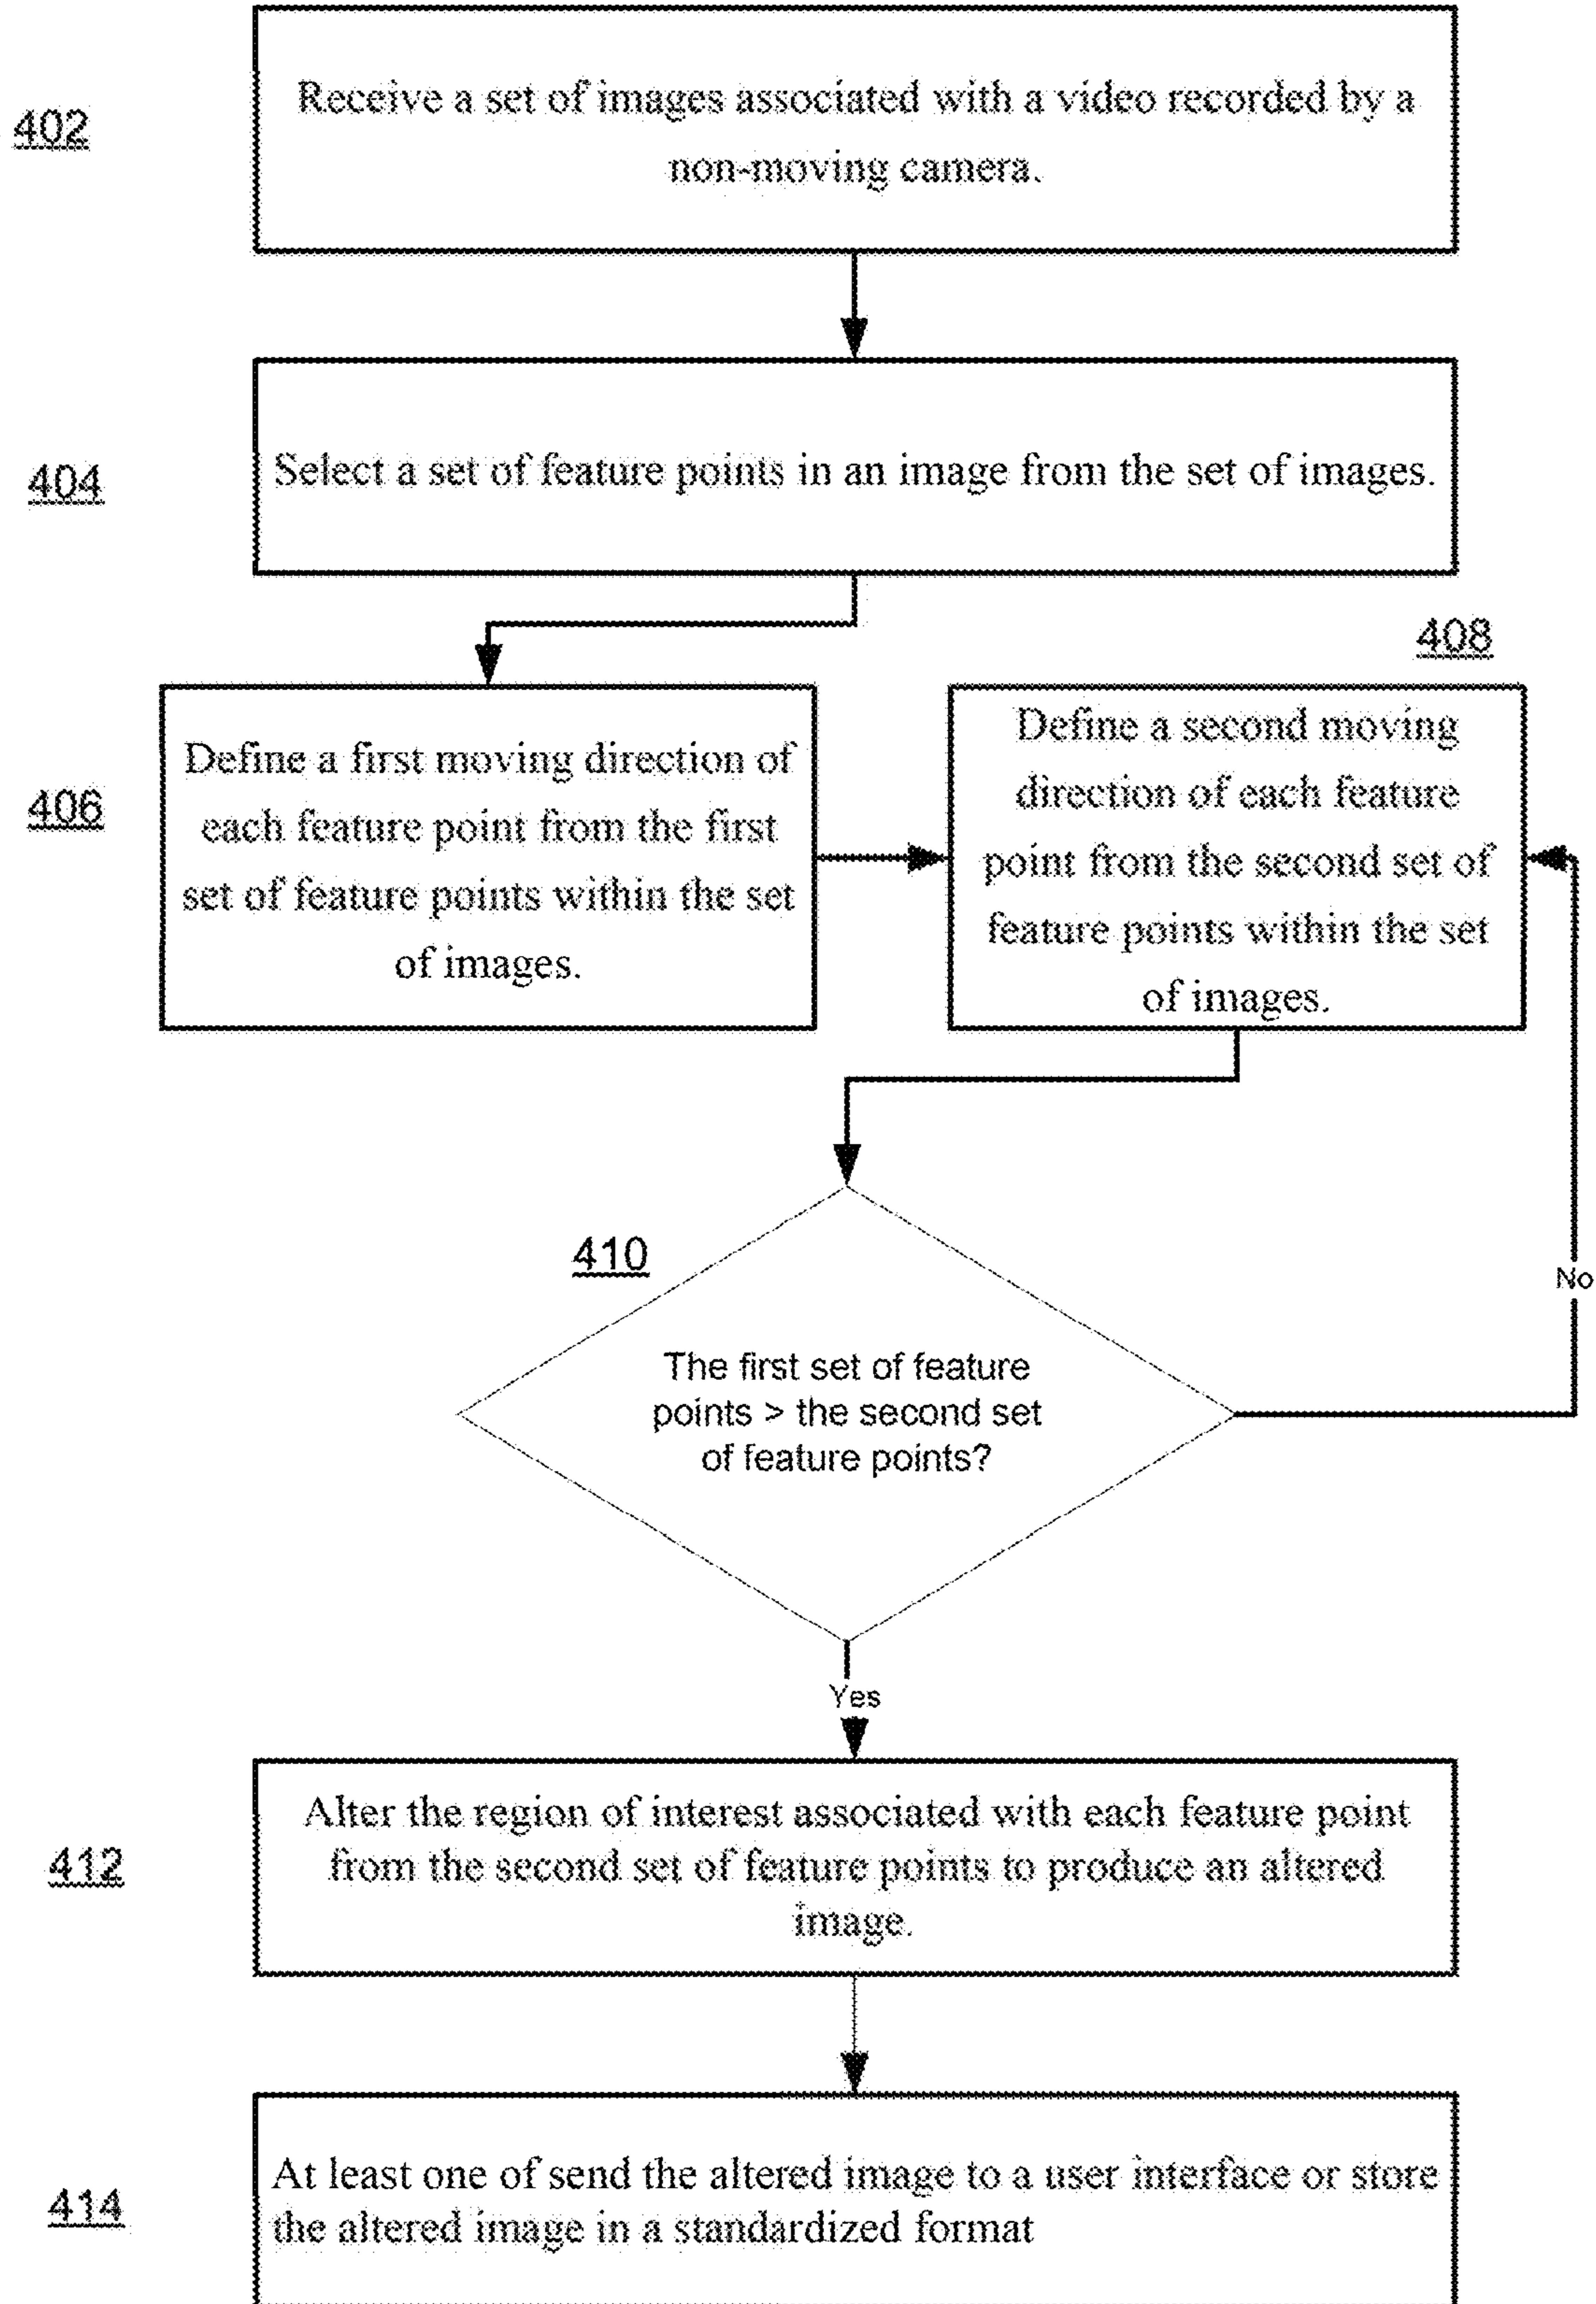 402
Receive a set of images associated with a video recorded by a
non-moving camera.
404
Select a set of feature points in an image from the set of images.
406
Define a first moving direction of
each feature point from the first
set of feature points within the set
of images.
408
Define a second moving
direction of each feature
point from the second set of
feature points within the set
of images.
410
The first set of feature
points > the second set
of feature points?
No
Yes
412
Alter the region of interest associated with each feature point
from the second set of feature points to produce an altered
image.
414
At least one of send the altered image to a user interface or store
the altered image in a standardized format